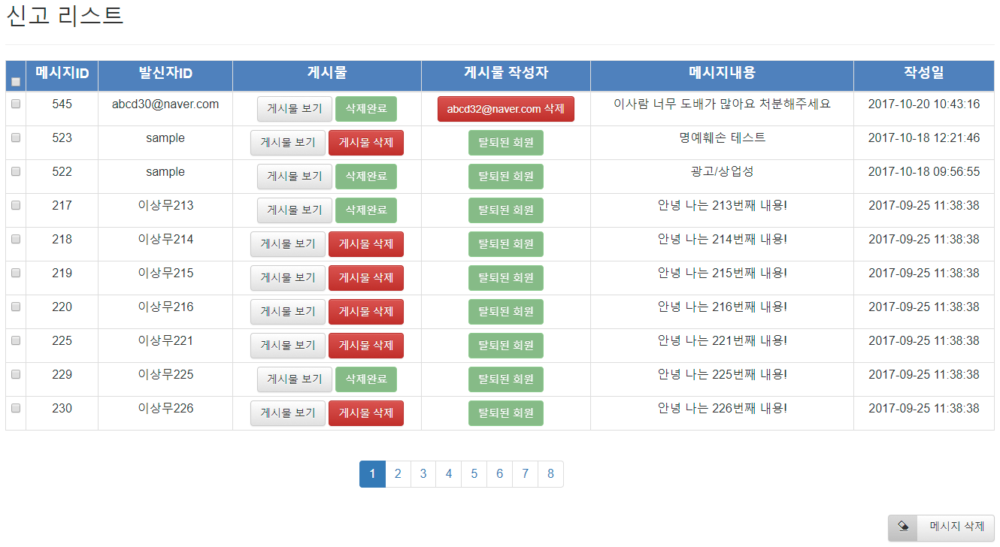 신고 리스트
메시지ID 발신자ID 게시물 게시물 작성자 메시지내용 작성일
545 abcd30@naver.com 게시물 보기 삭제완료 abcd32@naver.com 삭제 이사람 너무 도배가 많아요 처분해주세요 2017-10-20 10:43:16
523 sample 게시물 보기 게시물 삭제 탈퇴된 회원 명예훼손 테스트 2017-10-18 12:21:46
522 sample 게시물 보기 삭제완료 탈퇴된 회원 광고/상업성 2017-10-18 09:56:55
217 이상무213 게시물 보기 삭제완료 탈퇴된 회원 안녕 나는 213번째 내용! 2017-09-25 11:38:38
218 이상무214 게시물 보기 게시물 삭제 탈퇴된 회원 안녕 나는 214번째 내용! 2017-09-25 11:38:38
219 이상무215 게시물 보기 게시물 삭제 탈퇴된 회원 안녕 나는 215번째 내용! 2017-09-25 11:38:38
220 이상무216 게시물 보기 게시물 삭제 탈퇴된 회원 안녕 나는 216번째 내용! 2017-09-25 11:38:38
225 이상무221 게시물 보기 게시물 삭제 탈퇴된 회원 안녕 나는 221번째 내용! 2017-09-25 11:38:38
229 이상무225 게시물 보기 삭제완료 탈퇴된 회원 안녕 나는 225번째 내용! 2017-09-25 11:38:38
230 이상무226 게시물 보기 게시물 삭제 탈퇴된 회원 안녕 나는 226번째 내용! 2017-09-25 11:38:38
1 2 3 4 5 6 7 8
메시지 삭제